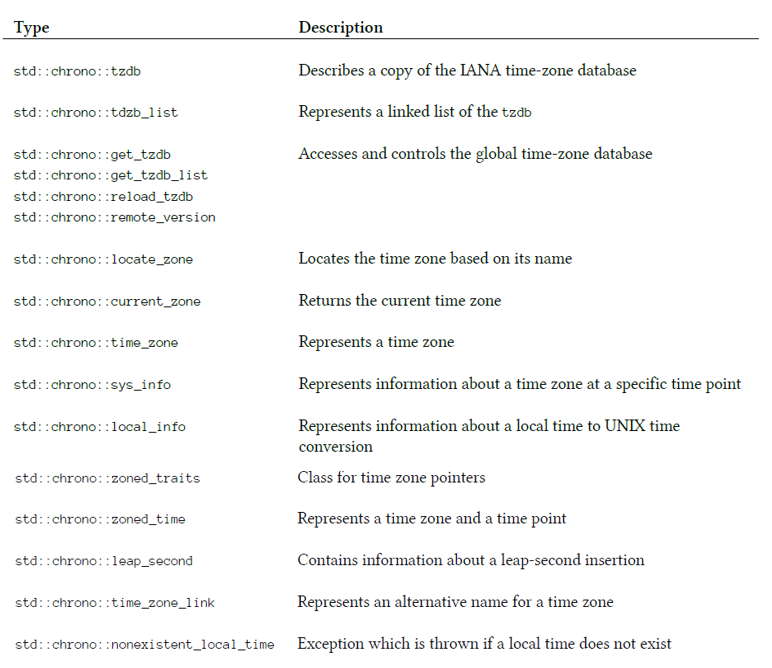 Type Description
std::chrono::tzdb Describes a copy of the IANA time-zone database
std::chrono::tdzb_list Represents a linked list of the tzdb
std::chrono::get_tzdb Accesses and controls the global time-zone database
std::chrono::get_tzdb_list
std::chrono::reload_tzdb
std::chrono::remote_version
std::chrono::locate_zone Locates the time zone based on its name
std::chrono::current_zone Returns the current time zone
std::chrono::time_zone Represents a time zone
std::chrono::sys_info Represents information about a time zone at a specific time point
std::chrono::local_info Represents information about a local time to UNIX time
conversion
std::chrono::zoned_traits Class for time zone pointers
std::chrono::zoned_time Represents a time zone and a time point
std::chrono::leap_second Contains information about a leap-second insertion
std::chrono::time_zone_link Represents an alternative name for a time zone
std::chrono::nonexistent_local_time Exception which is thrown if a local time does not exist